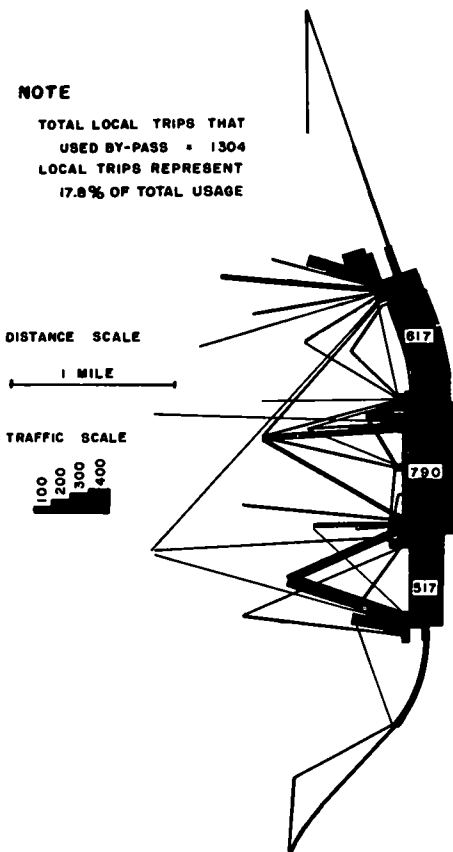 NOTE
TOTAL LOCAL TRIPS THAT
USED BY-PASS = 1304
LOCAL TRIPS REPRESENT
17.8% OF TOTAL USAGE
617
DISTANCE SCALE
1 MILE
TRAFFIC SCALE
100 200 300 400
790
517